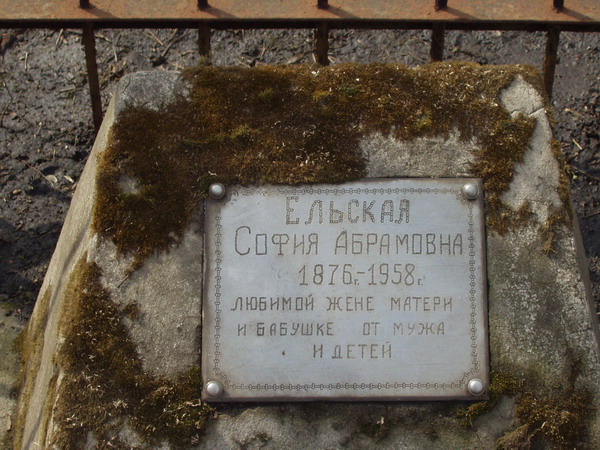 Ельская
София Абрамовна
1876г.-1958г.
любимой жене матери
и бабушке от мужа
и детей